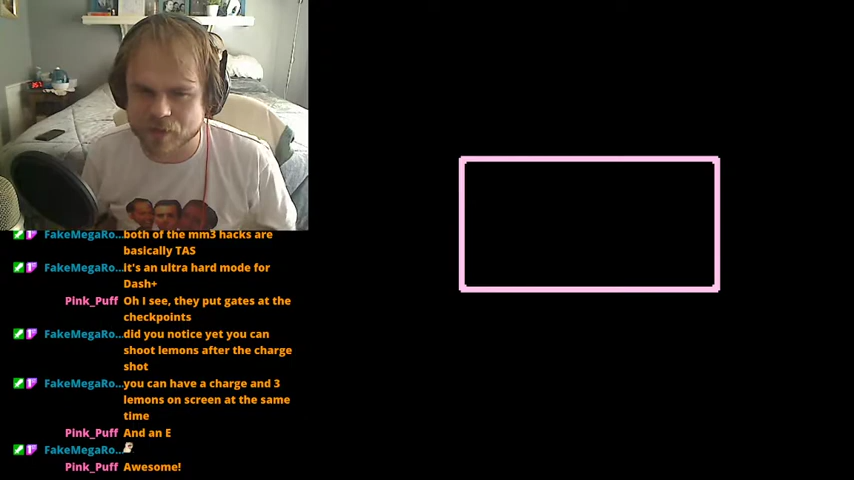 FakeMegaRo... both of the mm3 hacks are
basically TAS
FakeMegaRo... it's an ultra hard mode for
Dash+
Pink_Puff Oh I see, they put gates at the
checkpoints
FakeMegaRo... did you notice yet you can
shoot lemons after the charge
shot
FakeMegaRo... you can have a charge and 3
lemons on screen at the same
time
Pink_Puff And an E
FakeMegaRo...
Pink_Puff Awesome!